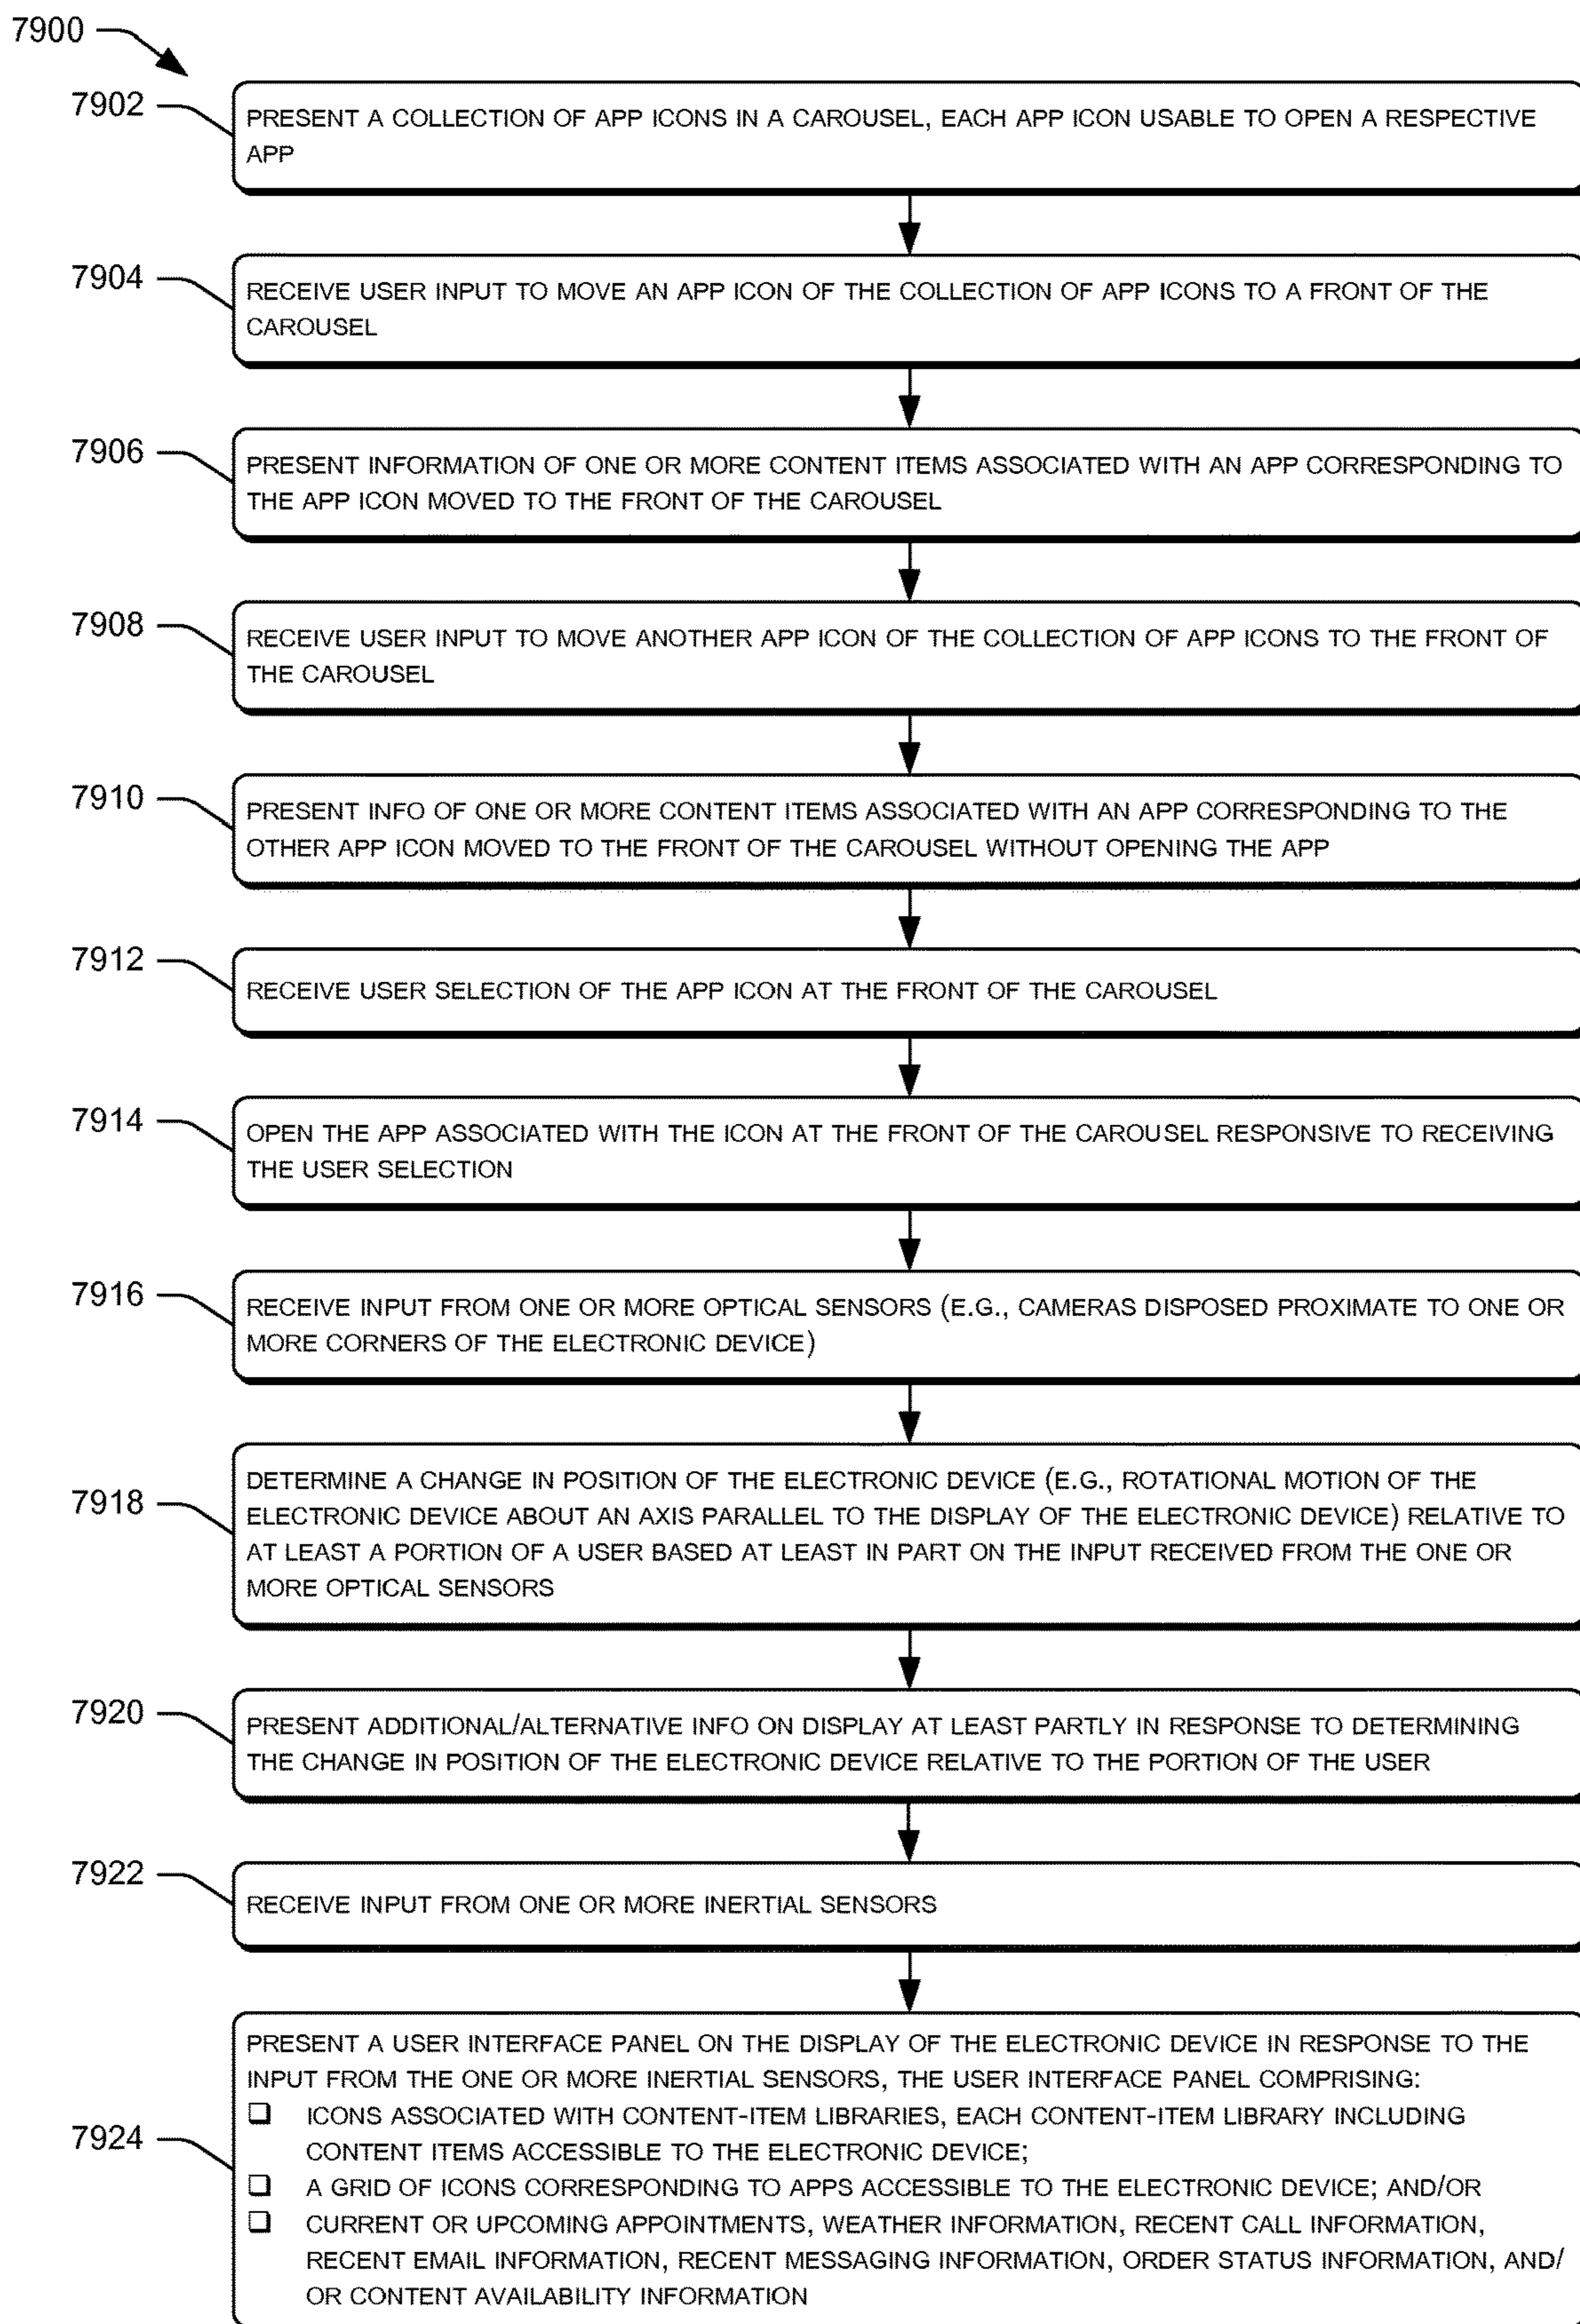 7900
7902
PRESENT A COLLECTION OF APP ICONS IN A CAROUSEL, EACH APP ICON USABLE TO OPEN A RESPECTIVE
APP
7904
RECEIVE USER INPUT TO MOVE AN APP ICON OF THE COLLECTION OF APP ICONS TO A FRONT OF THE
CAROUSEL
7906
PRESENT INFORMATION OF ONE OR MORE CONTENT ITEMS ASSOCIATED WITH AN APP CORRESPONDING TO
THE APP ICON MOVED TO THE FRONT OF THE CAROUSEL
7908
RECEIVE USER INPUT TO MOVE ANOTHER APP ICON OF THE COLLECTION OF APP ICONS TO THE FRONT OF
THE CAROUSEL
7910
PRESENT INFO OF ONE OR MORE CONTENT ITEMS ASSOCIATED WITH AN APP CORRESPONDING TO THE
OTHER APP ICON MOVED TO THE FRONT OF THE CAROUSEL WITHOUT OPENING THE APP
7912
RECEIVE USER SELECTION OF THE APP ICON AT THE FRONT OF THE CAROUSEL
7914
OPEN THE APP ASSOCIATED WITH THE ICON AT THE FRONT OF THE CAROUSEL RESPONSIVE TO RECEIVING
THE USER SELECTION
7916
RECEIVE INPUT FROM ONE OR MORE OPTICAL SENSORS (E.G., CAMERAS DISPOSED PROXIMATE TO ONE OR
MORE CORNERS OF THE ELECTRONIC DEVICE)
7918
DETERMINE A CHANGE IN POSITION OF THE ELECTRONIC DEVICE (E.G., ROTATIONAL MOTION OF THE
ELECTRONIC DEVICE ABOUT AN AXIS PARALLEL TO THE DISPLAY OF THE ELECTRONIC DEVICE) RELATIVE TO
AT LEAST A PORTION OF A USER BASED AT LEAST IN PART ON THE INPUT RECEIVED FROM THE ONE OR
MORE OPTICAL SENSORS
7920
PRESENT ADDITIONAL/ALTERNATIVE INFO ON DISPLAY AT LEAST PARTLY IN RESPONSE TO DETERMINING
THE CHANGE IN POSITION OF THE ELECTRONIC DEVICE RELATIVE TO THE PORTION OF THE USER
7922
RECEIVE INPUT FROM ONE OR MORE INERTIAL SENSORS
7924
PRESENT A USER INTERFACE PANEL ON THE DISPLAY OF THE ELECTRONIC DEVICE IN RESPONSE TO THE
INPUT FROM THE ONE OR MORE INERTIAL SENSORS, THE USER INTERFACE PANEL COMPRISING:
❑ ICONS ASSOCIATED WITH CONTENT-ITEM LIBRARIES, EACH CONTENT-ITEM LIBRARY INCLUDING
CONTENT ITEMS ACCESSIBLE TO THE ELECTRONIC DEVICE;
❑ A GRID OF ICONS CORRESPONDING TO APPS ACCESSIBLE TO THE ELECTRONIC DEVICE; AND/OR
❑ CURRENT OR UPCOMING APPOINTMENTS, WEATHER INFORMATION, RECENT CALL INFORMATION,
RECENT EMAIL INFORMATION, RECENT MESSAGING INFORMATION, ORDER STATUS INFORMATION, AND/
OR CONTENT AVAILABILITY INFORMATION